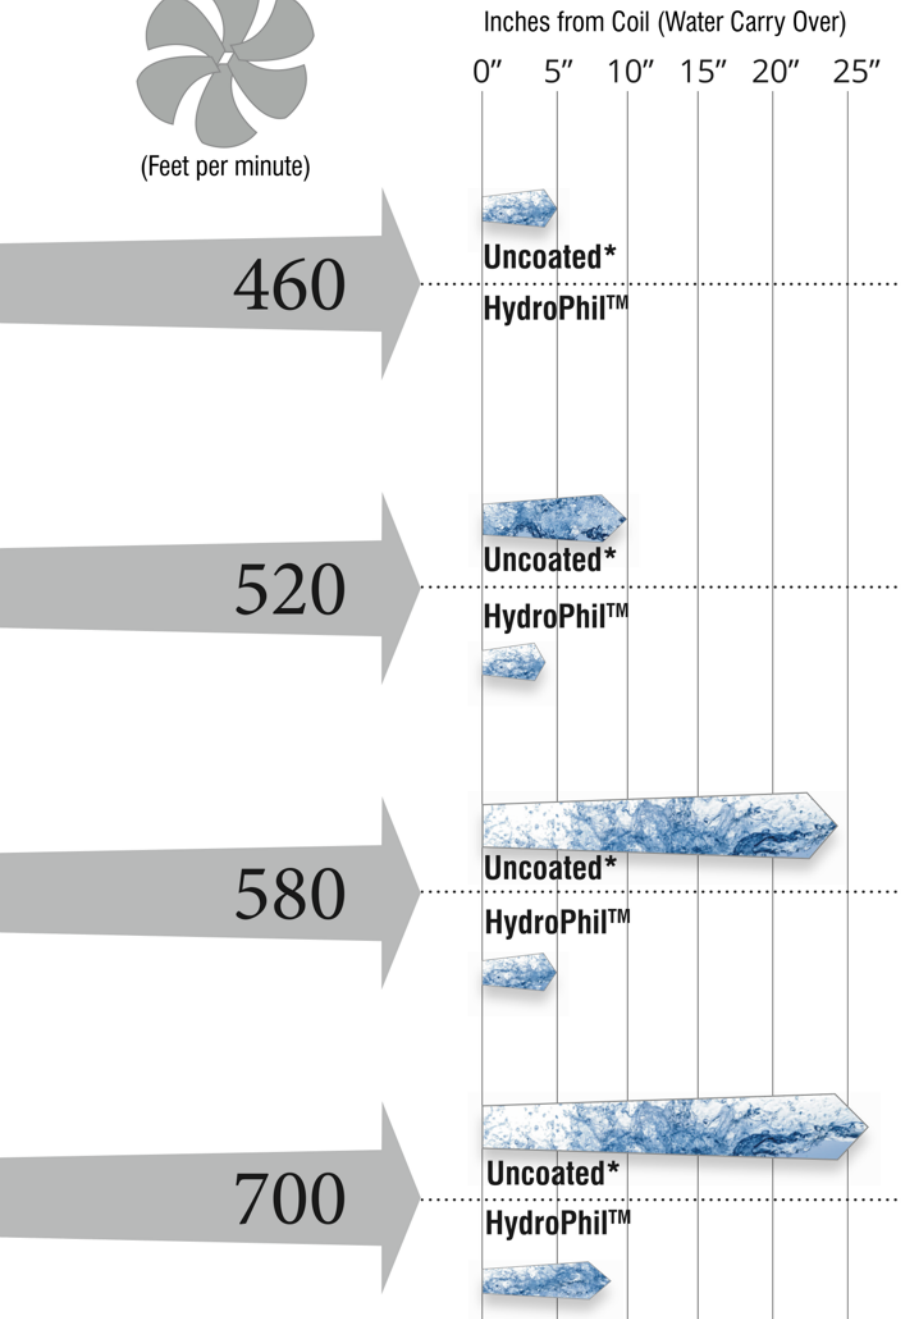 Inches from Coil (Water Carry Over)
0″ 5″ 10″ 15″ 20″ 25″
(Feet per minute)
460
Uncoated*
HydroPhil™
520
Uncoated*
HydroPhil™
580
Uncoated*
HydroPhil™
700
Uncoated*
HydroPhil™